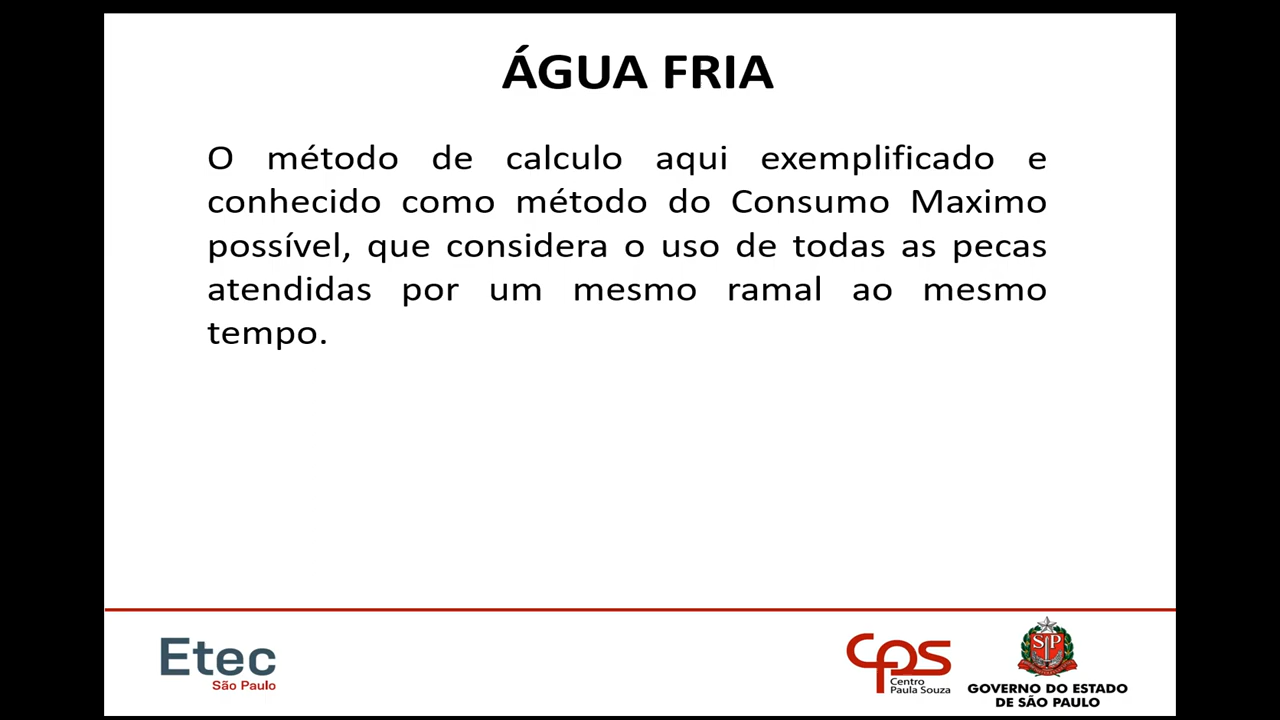 ÁGUA FRIA
O método de calculo aqui exemplificado e
conhecido como método do Consumo Maximo
possível, que considera o uso de todas as pecas
atendidas por um mesmo ramal ao mesmo
tempo.
Etec
São Paulo
cps
Centro
Paula Souza
SP
GOVERNO DO ESTADO
DE SÃO PAULO